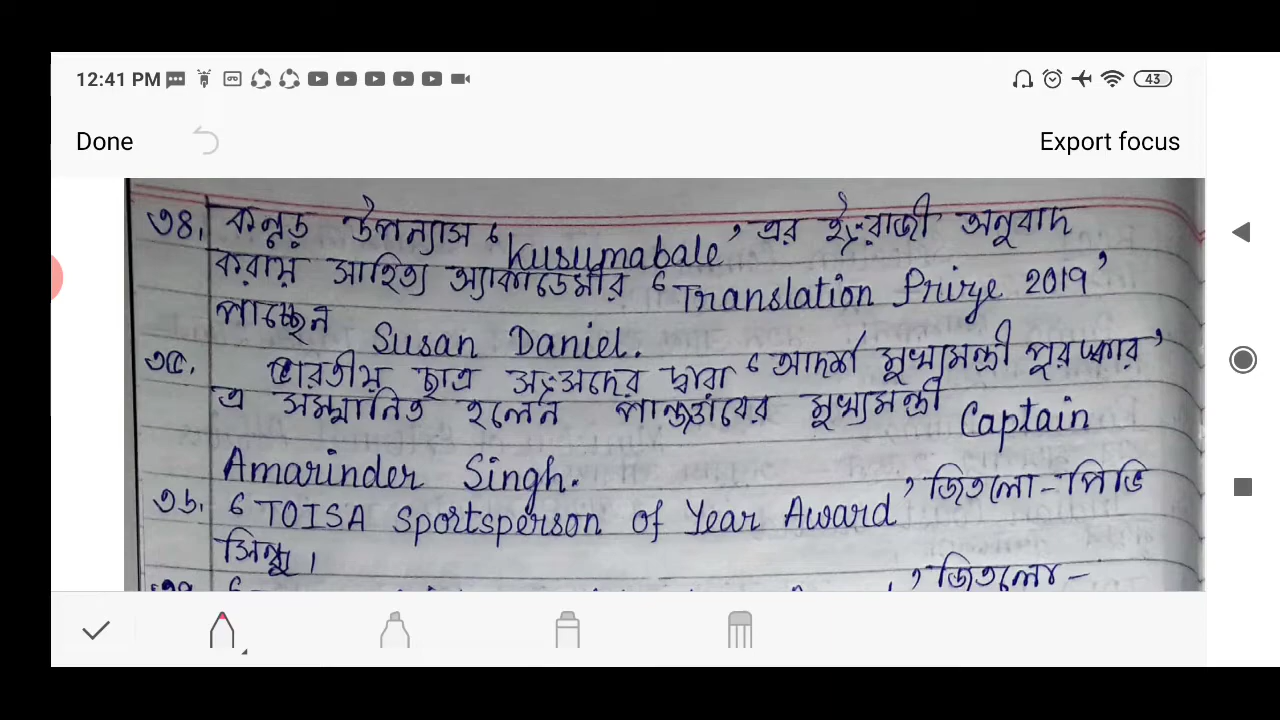 12:41 PM
43
Done
Export focus
৩৪. কন্নড় উপন্যাস 'Kusumabale' এর ইংরাজী অনুবাদ
করায় সাহিত্য অ্যাকাডেমীর 'Translation Prize 2019'
পাচ্ছেন Susan Daniel.
৩৫. ভারতীয় ছাত্র সংসদের দ্বারা 'আদর্শ মুখ্যমন্ত্রী পুরস্কার'
এ সম্মানিত হলেন পাঞ্জাবের মুখ্যমন্ত্রী Captain
Amarinder Singh.
৩৬. 'TOISA Sportsperson of Year Award' জিতলো-পিভি
সিন্ধু।
' জিতলো-